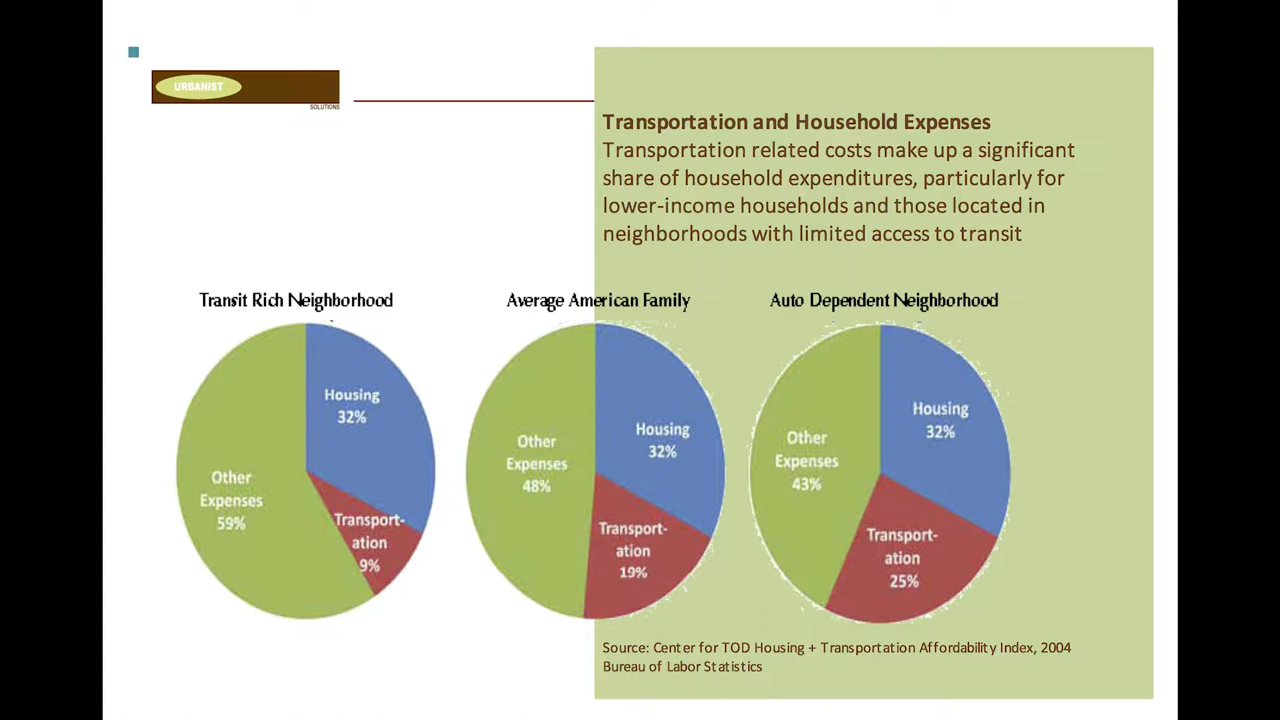 URBANIST
SOLUTIONS
Transportation and Household Expenses
Transportation related costs make up a significant
share of household expenditures, particularly for
lower-income households and those located in
neighborhoods with limited access to transit
Transit Rich Neighborhood
Housing
32%
Transport-
ation
9%
Other
Expenses
59%
Average American Family
Housing
32%
Transport-
ation
19%
Other
Expenses
48%
Auto Dependent Neighborhood
Housing
32%
Transport-
ation
25%
Other
Expenses
43%
Source: Center for TOD Housing + Transportation Affordability Index, 2004
Bureau of Labor Statistics